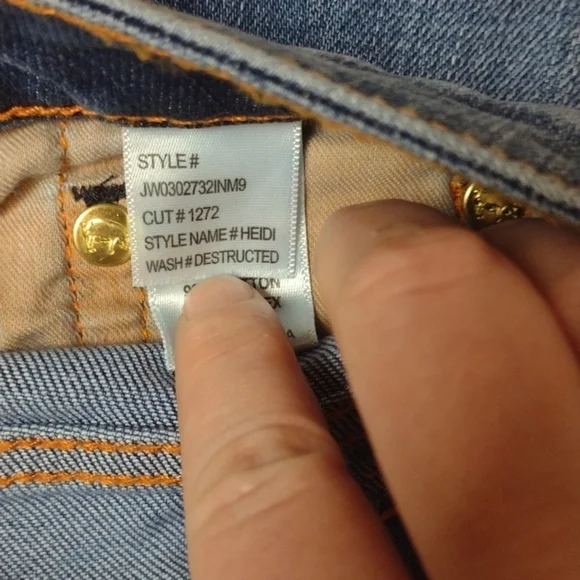 STYLE #
JW0302732INM9
CUT # 1272
STYLE NAME # HEIDI
WASH # DESTRUCTED